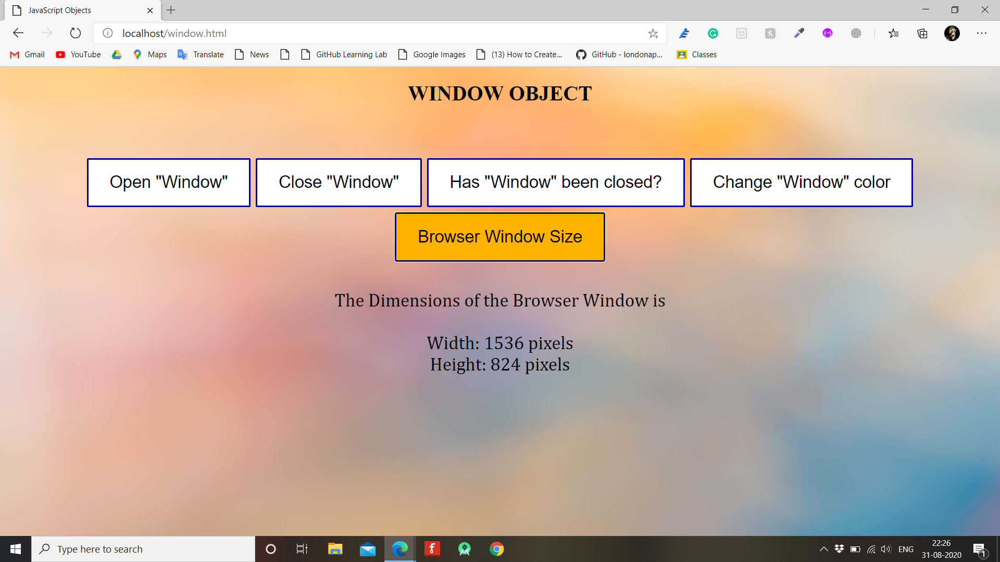 JavaScript Objects
localhost/window.html
Gmail YouTube Maps Translate News GitHub Learning Lab Google Images (13) How to Create... GitHub - londonap... Classes
WINDOW OBJECT
Open "Window" Close "Window" Has "Window" been closed? Change "Window" color
Browser Window Size
The Dimensions of the Browser Window is
Width: 1536 pixels
Height: 824 pixels
Type here to search
ENG
22:26
31-08-2020
1